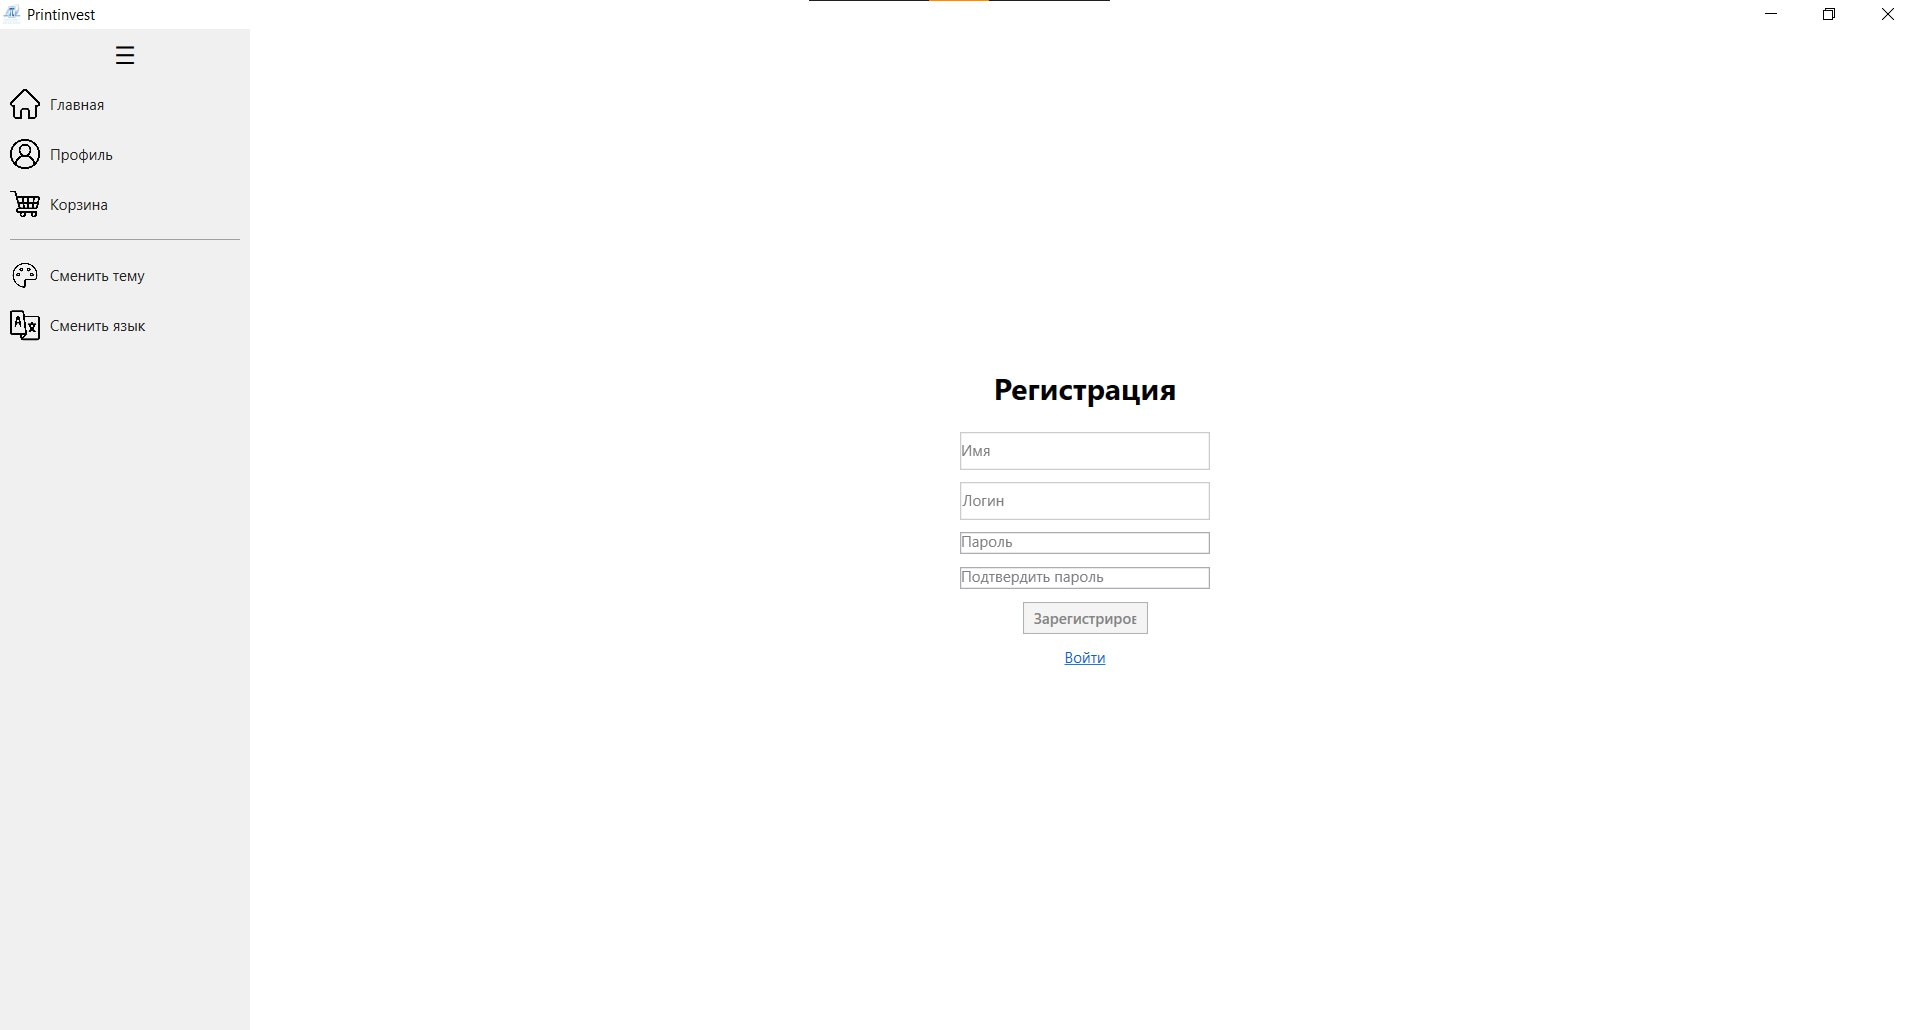 Printinvest
Главная
Профиль
Корзина
Сменить тему
Сменить язык
Регистрация
Имя
Логин
Пароль
Подтвердить пароль
Зарегистриров
Войти